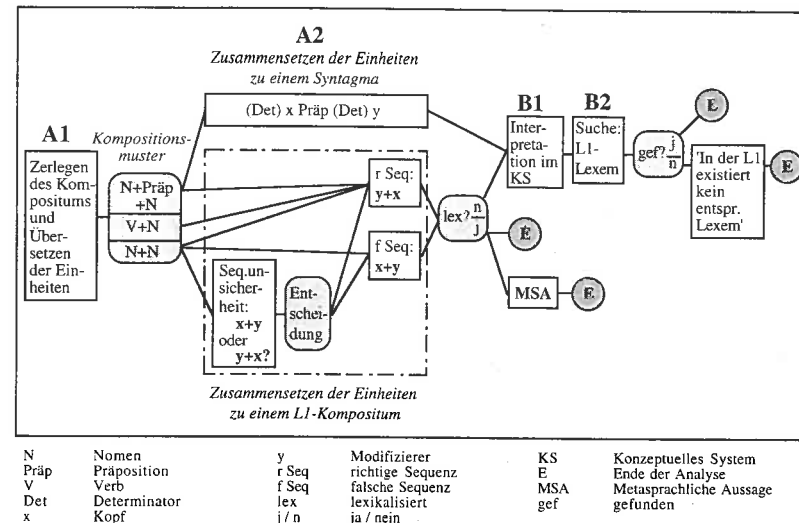 A2
Zusammensetzen der Einheiten
zu einem Syntagma
(Det) x Präp (Det) y
A1
Zerlegen
des Kom-
positums
und
Über-
setzen
der Ein-
heiten
Kompositions-
muster
N+Präp
+N
V+N
N+N
Seq.un-
sicher-
heit:
x+y
oder
y+x?
Ent-
schei-
dung
r Seq:
y+x
f Seq:
x+y
Zusammensetzen der Einheiten
zu einem L1-Kompositum
lex? n
j
E
MSA
E
B1
Inter-
preta-
tion im
KS
B2
Suche:
L1-
Lexem
gef? j
n
E
'In der L1
existiert
kein
entspr.
Lexem'
E
N Nomen y Modifizierer KS Konzeptuelles System
Präp Präposition r Seq richtige Sequenz E Ende der Analyse
V Verb f Seq falsche Sequenz MSA Metasprachliche Aussage
Det Determinator lex lexikalisiert gef gefunden
x Kopf j / n ja / nein